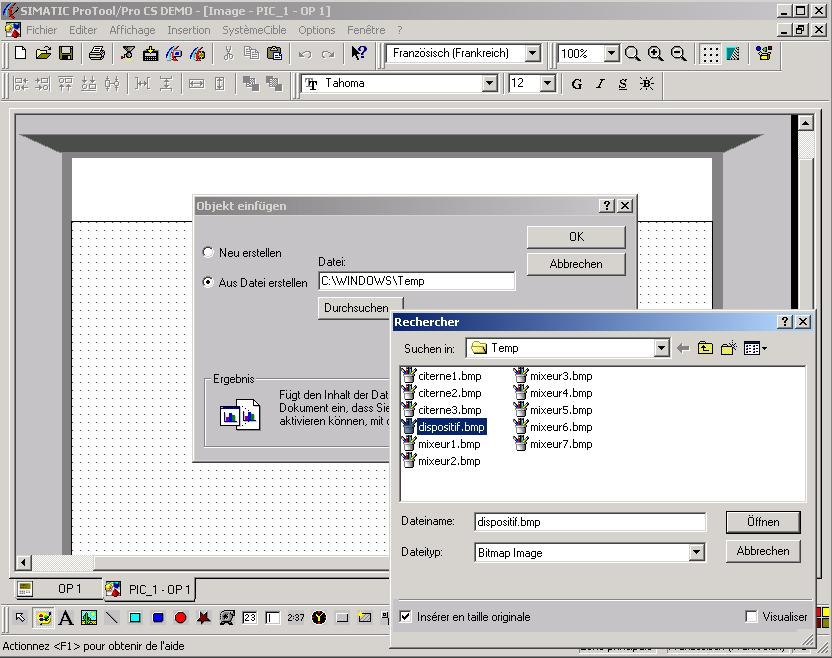 SIMATIC ProTool/Pro CS DEMO - [Image - PIC_1 - OP 1]
Fichier Editer Affichage Insertion SystèmeCible Options Fenêtre ?
Französisch (Frankreich) 100%
Tahoma 12 G I S
Objekt einfügen
Neu erstellen
Aus Datei erstellen
Datei:
C:\WINDOWS\Temp
Durchsuchen
OK
Abbrechen
Ergebnis
Fügt den Inhalt der Dat
Dokument ein, dass Sie
aktivieren können, mit
Rechercher
Suchen in: Temp
citerne1.bmp
citerne2.bmp
citerne3.bmp
dispositif.bmp
mixeur1.bmp
mixeur2.bmp
mixeur3.bmp
mixeur4.bmp
mixeur5.bmp
mixeur6.bmp
mixeur7.bmp
Dateiname: dispositif.bmp Öffnen
Dateityp: Bitmap Image Abbrechen
Insérer en taille originale Visualiser
OP 1 PIC_1 - OP 1
A 23 2:37 Y
Actionnez <F1> pour obtenir de l'aide